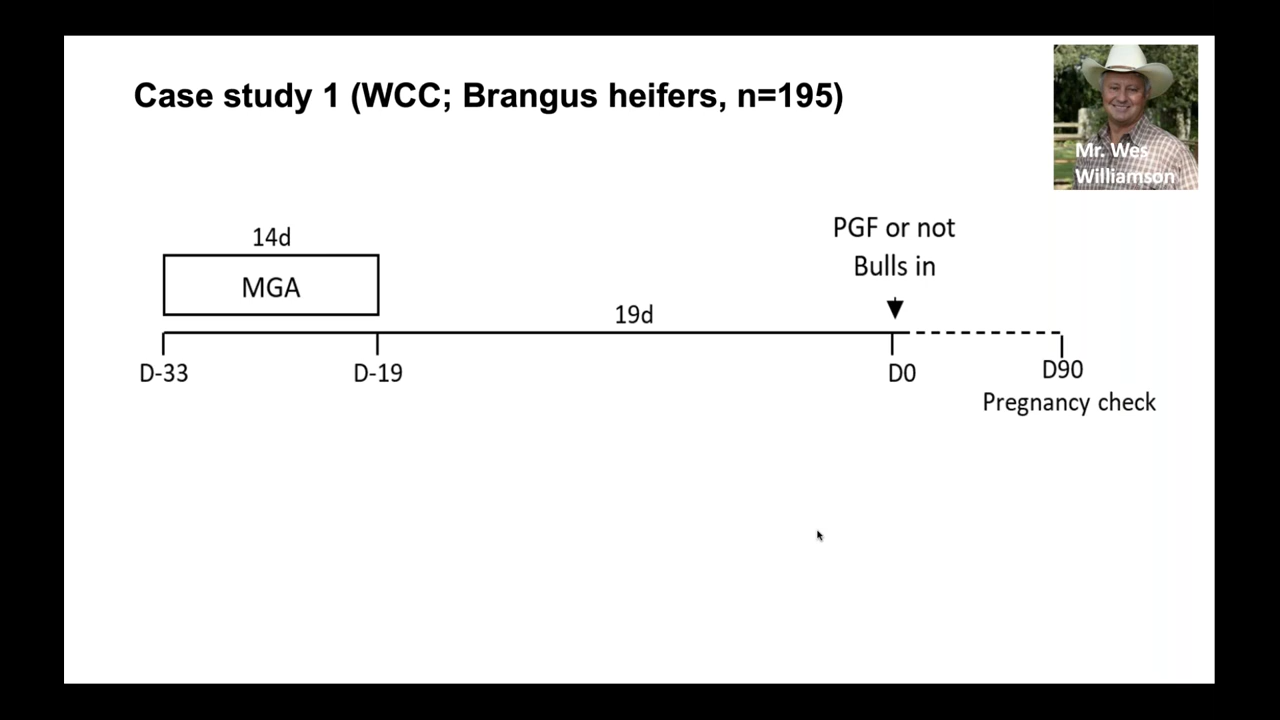 Case study 1 (WCC; Brangus heifers, n=195)
Mr. Wes
Williamson
PGF or not
Bulls in
14d
MGA
19d
D-33
D-19
D0
D90
Pregnancy check